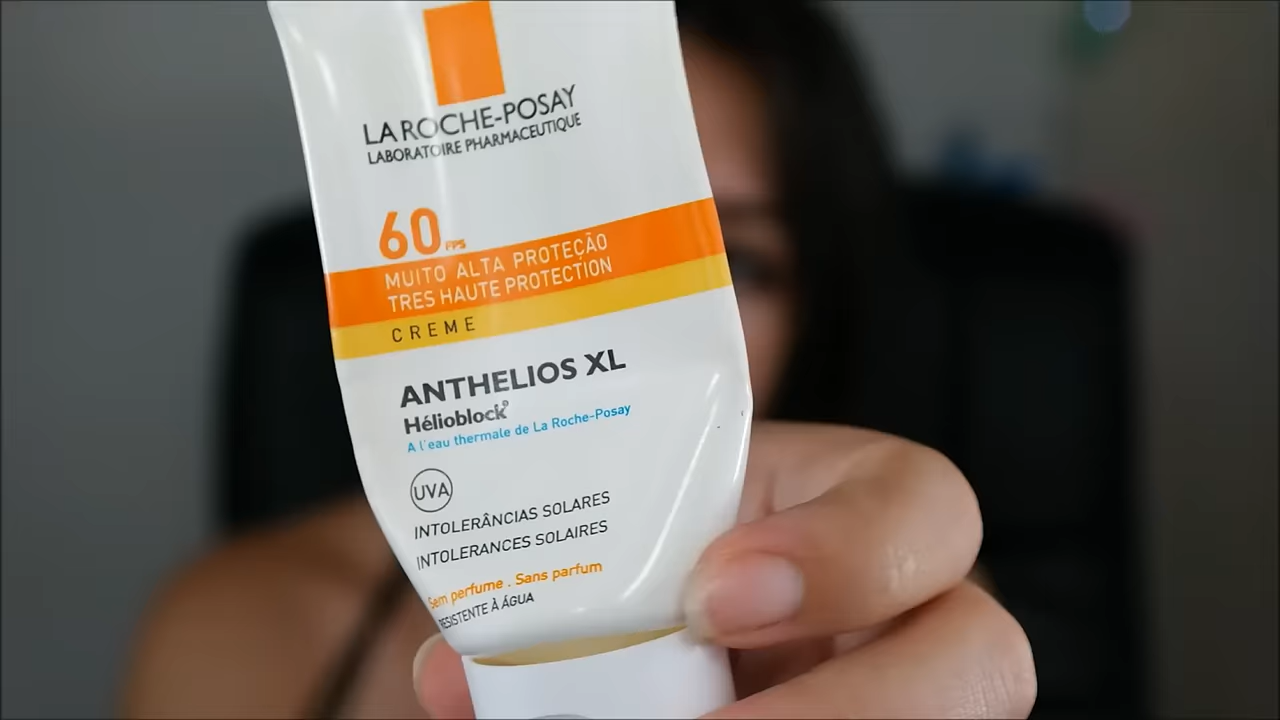 LA ROCHE-POSAY
LABORATOIRE PHARMACEUTIQUE
60 FPS
MUITO ALTA PROTEÇÃO
TRES HAUTE PROTECTION
CREME
ANTHELIOS XL
Hélioblock®
A l'eau thermale de La Roche-Posay
UVA
INTOLERÂNCIAS SOLARES
INTOLERANCES SOLAIRES
Sem perfume . Sans parfum
RESISTENTE À ÁGUA